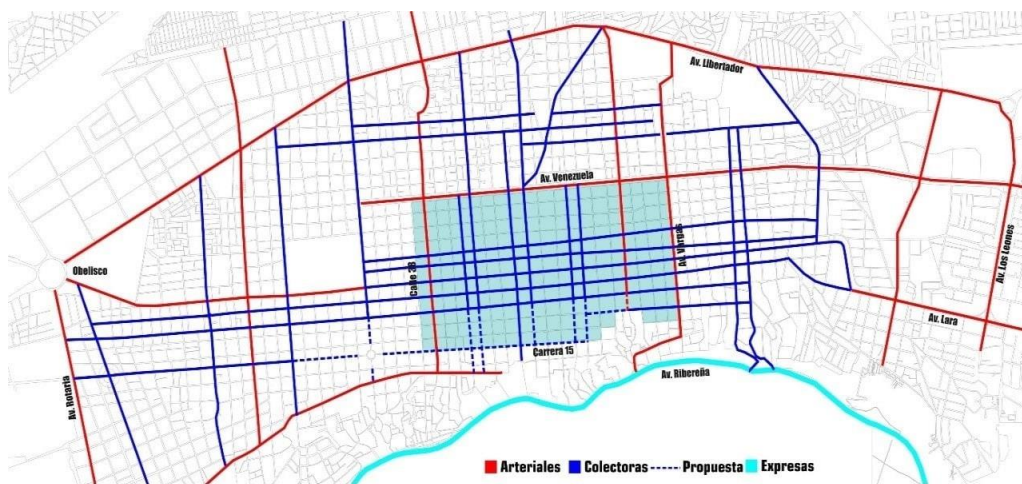 Av. Libertador
Av. Venezuela
Av. Vargas
Av. Los Leones
Obelisco
Calle 38
Av. Lara
Carrera 15
Av. Ribereña
Av. Rotaria
Arteriales
Colectoras
Propuesta
Expresas